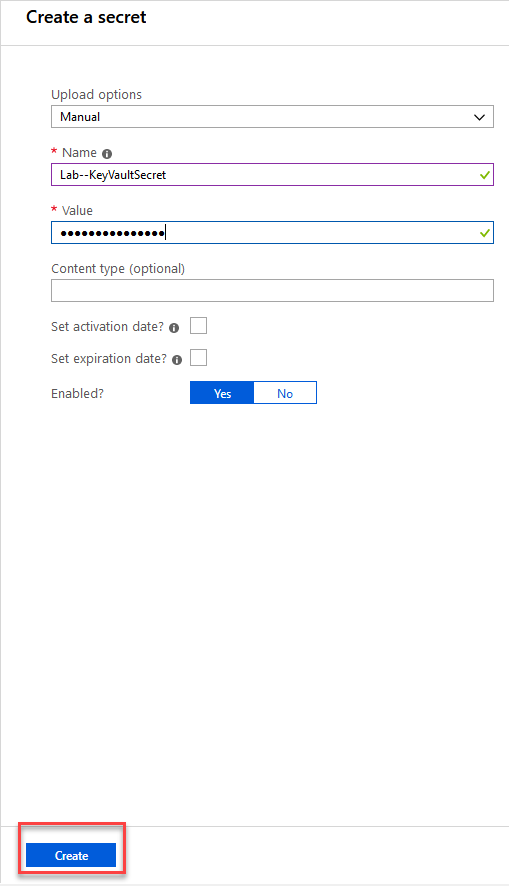 Create a secret
Upload options
Manual
* Name
Lab--KeyVaultSecret
* Value
●●●●●●●●●●●●●●●
Content type (optional)
Set activation date?
Set expiration date?
Enabled?
Yes No
Create